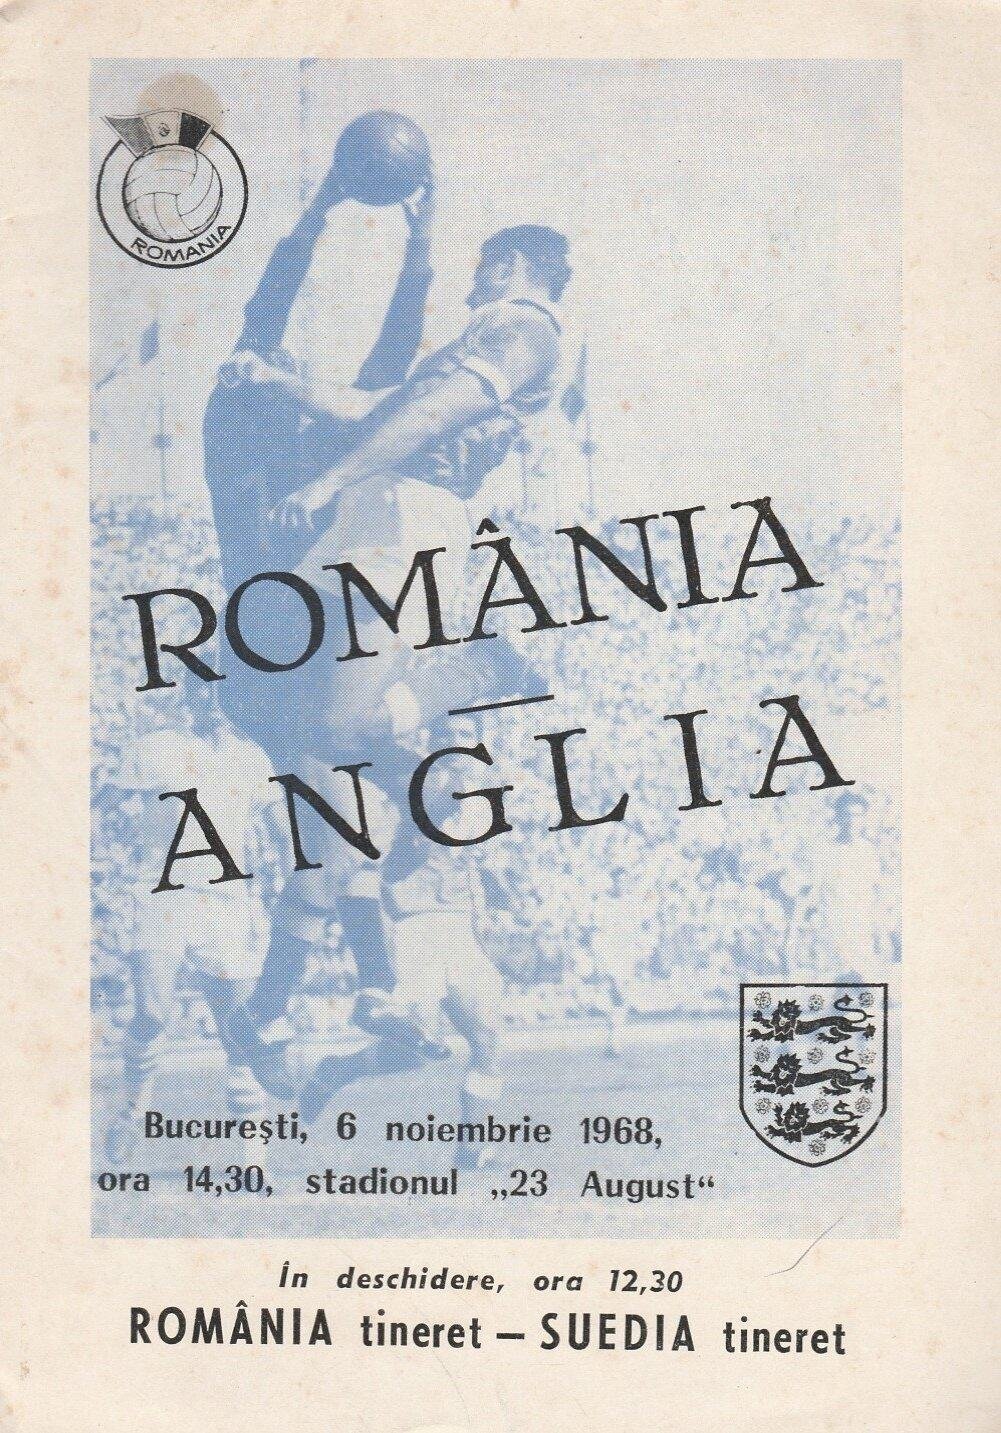 ROMANIA
ROMÂNIA
—
ANGLIA
București, 6 noiembrie 1968,
ora 14,30, stadionul „23 August“
În deschidere, ora 12,30
ROMÂNIA tineret — SUEDIA tineret